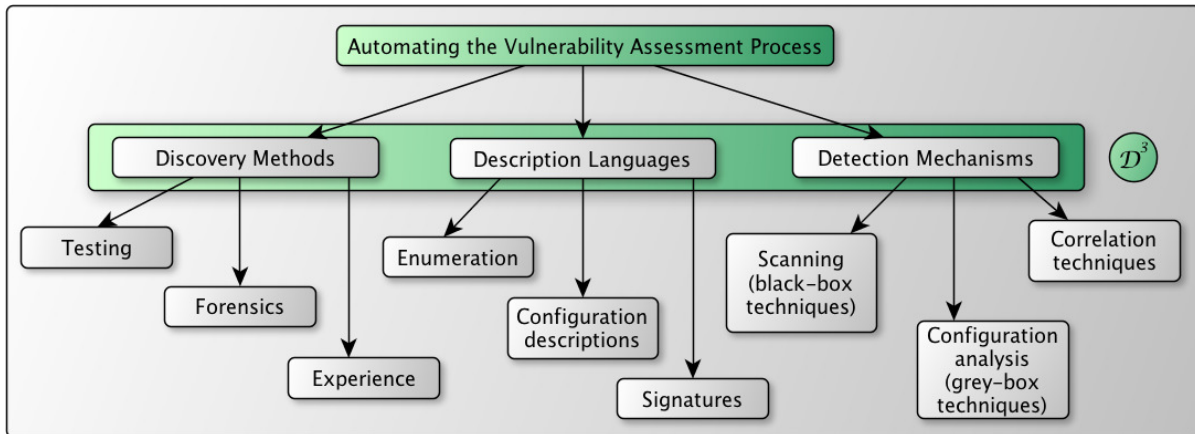 Automating the Vulnerability Assessment Process
Discovery Methods
Description Languages
Detection Mechanisms
D³
Testing
Forensics
Experience
Enumeration
Configuration
descriptions
Signatures
Scanning
(black-box
techniques)
Configuration
analysis
(grey-box
techniques)
Correlation
techniques